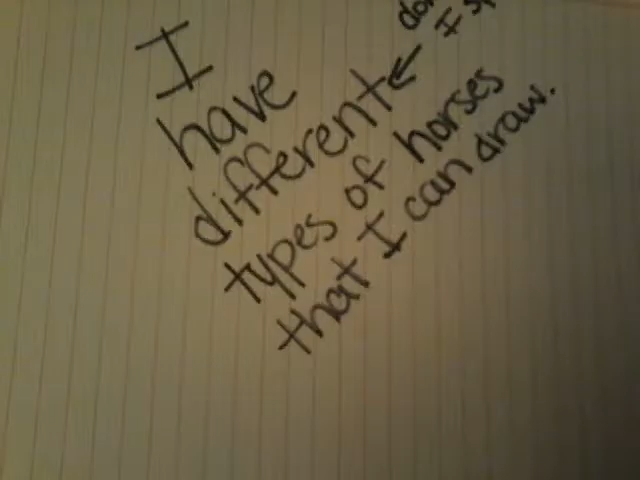 I
have
different
types of horses
that I can draw.